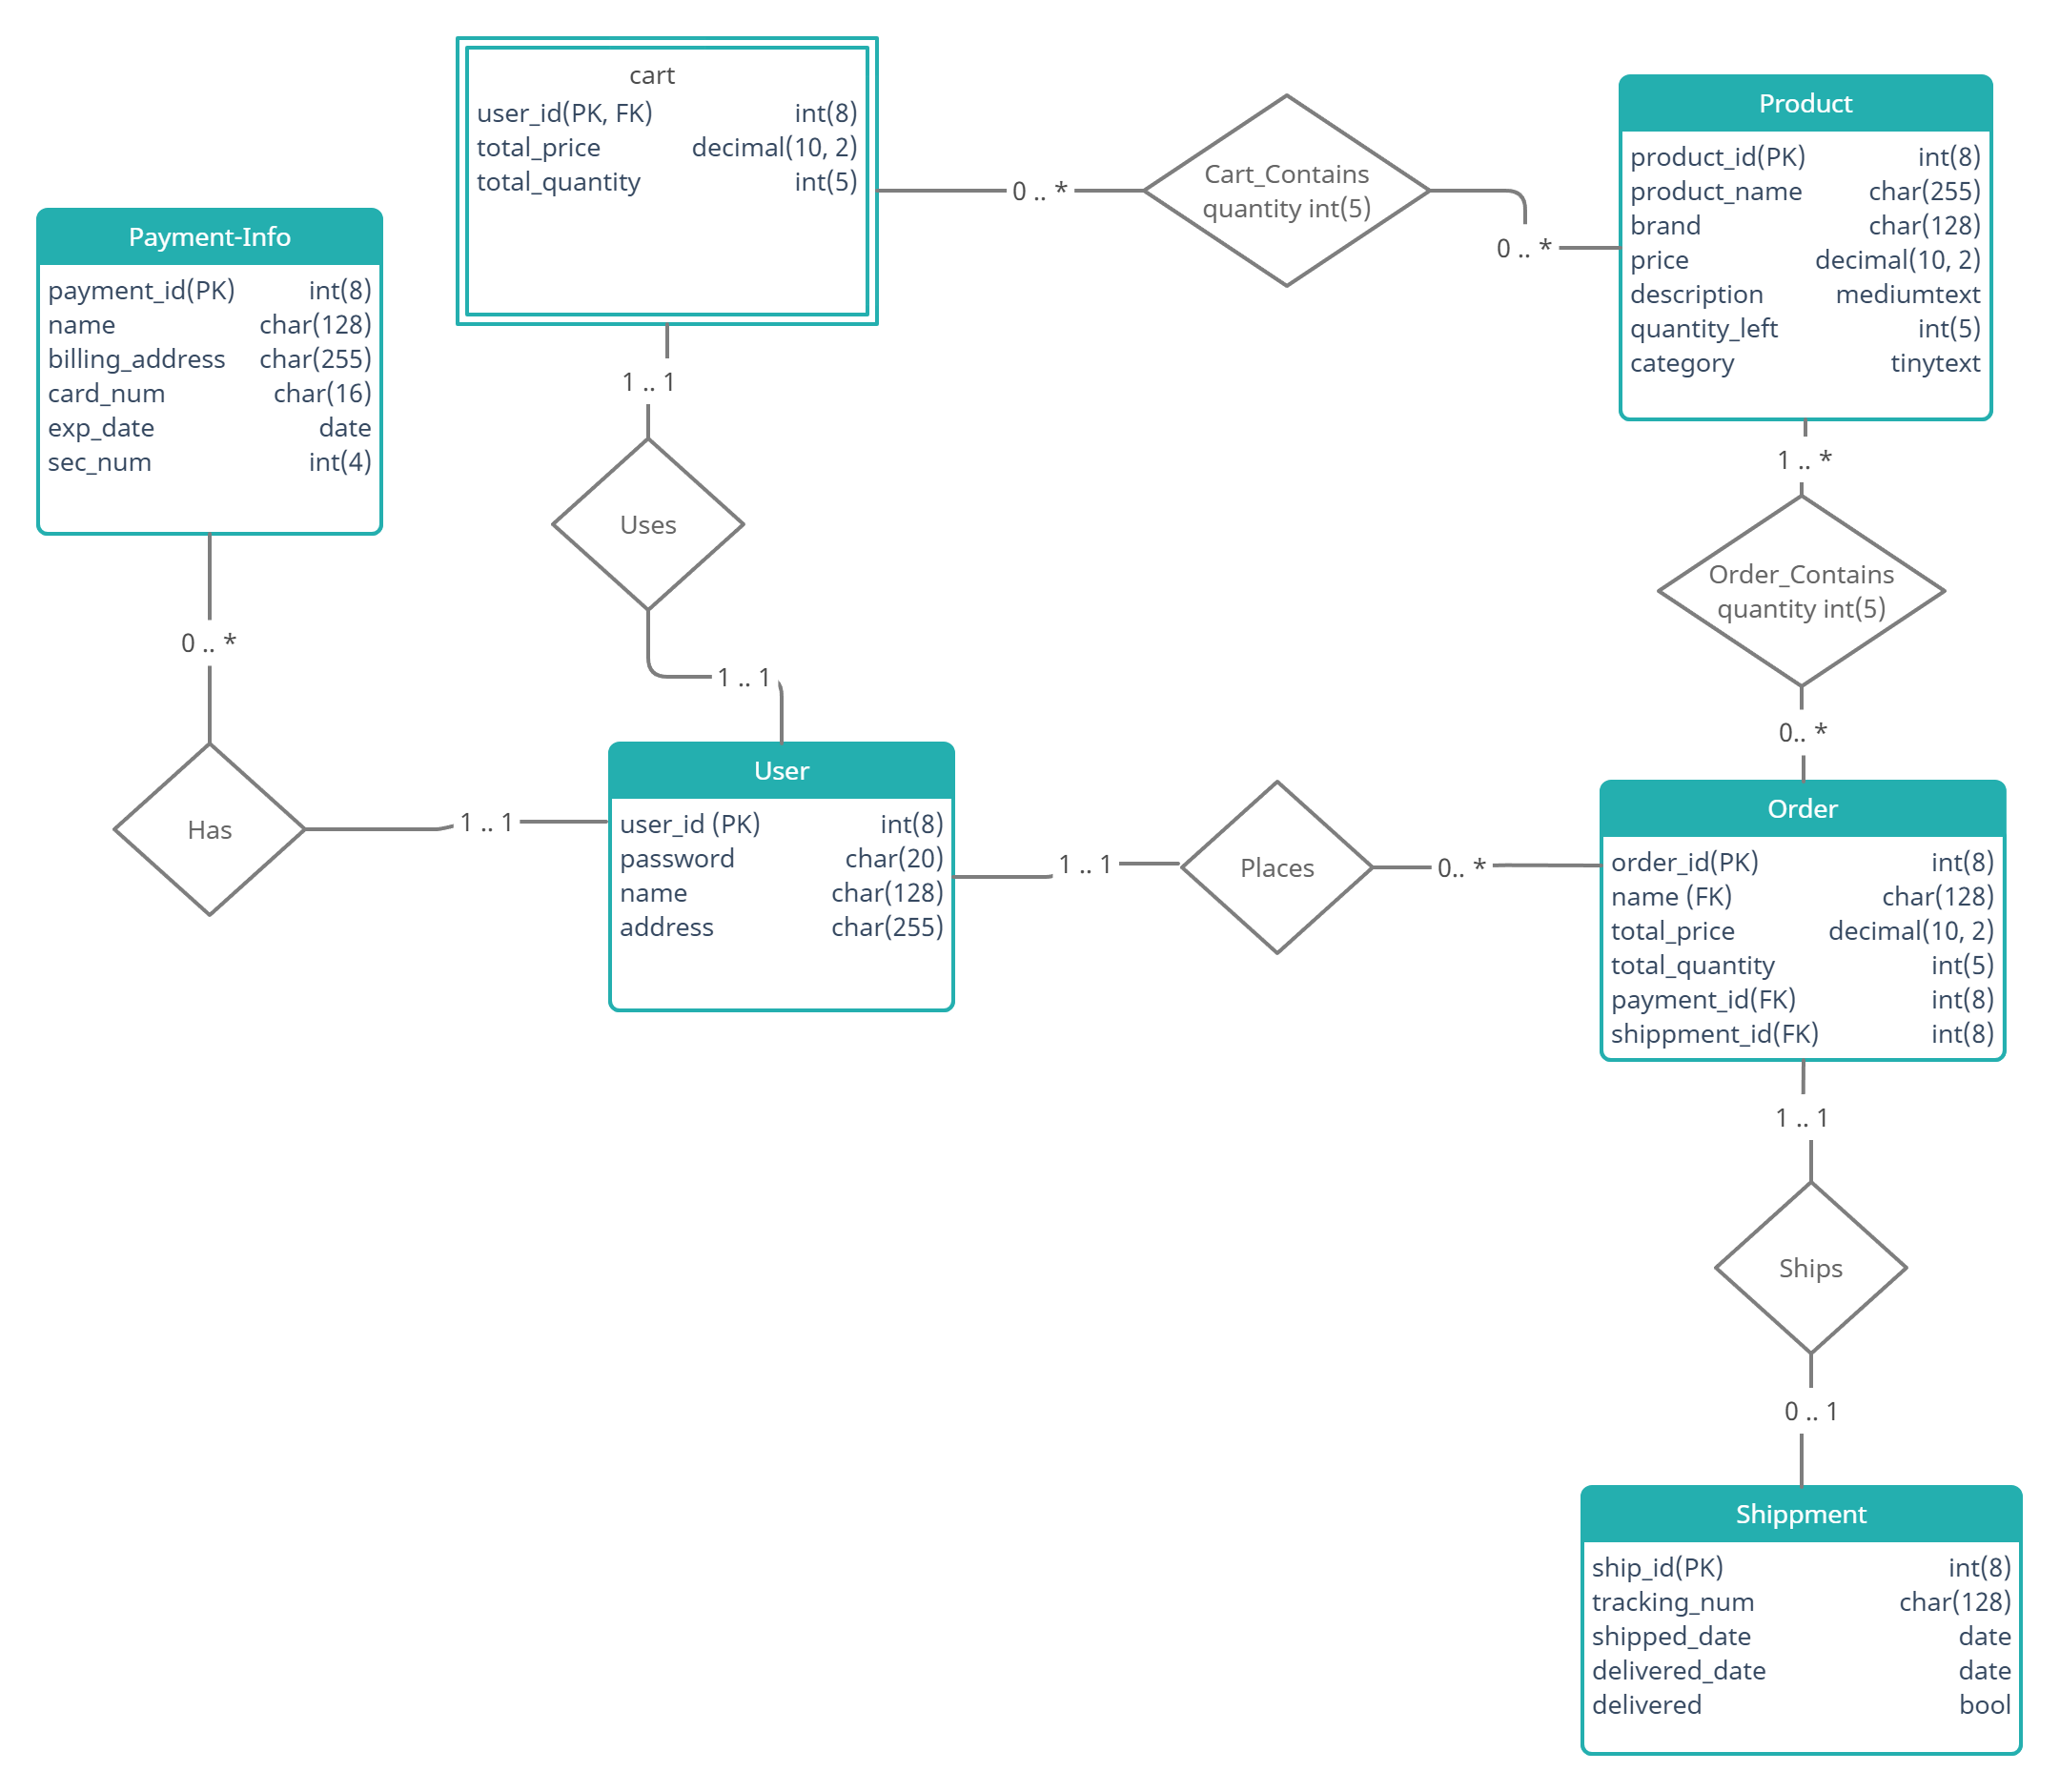 cart
user_id(PK, FK) int(8)
total_price decimal(10, 2)
total_quantity int(5)
0 .. *
Cart_Contains
quantity int(5)
0 .. *
Product
product_id(PK) int(8)
product_name char(255)
brand char(128)
price decimal(10, 2)
description mediumtext
quantity_left int(5)
category tinytext
Payment-Info
payment_id(PK) int(8)
name char(128)
billing_address char(255)
card_num char(16)
exp_date date
sec_num int(4)
1 .. 1
Uses
1 .. 1
1 .. *
Order_Contains
quantity int(5)
0.. *
0 .. *
Has
1 .. 1
User
user_id (PK) int(8)
password char(20)
name char(128)
address char(255)
1 .. 1
Places
0.. *
Order
order_id(PK) int(8)
name (FK) char(128)
total_price decimal(10, 2)
total_quantity int(5)
payment_id(FK) int(8)
shippment_id(FK) int(8)
1 .. 1
Ships
0 .. 1
Shippment
ship_id(PK) int(8)
tracking_num char(128)
shipped_date date
delivered_date date
delivered bool